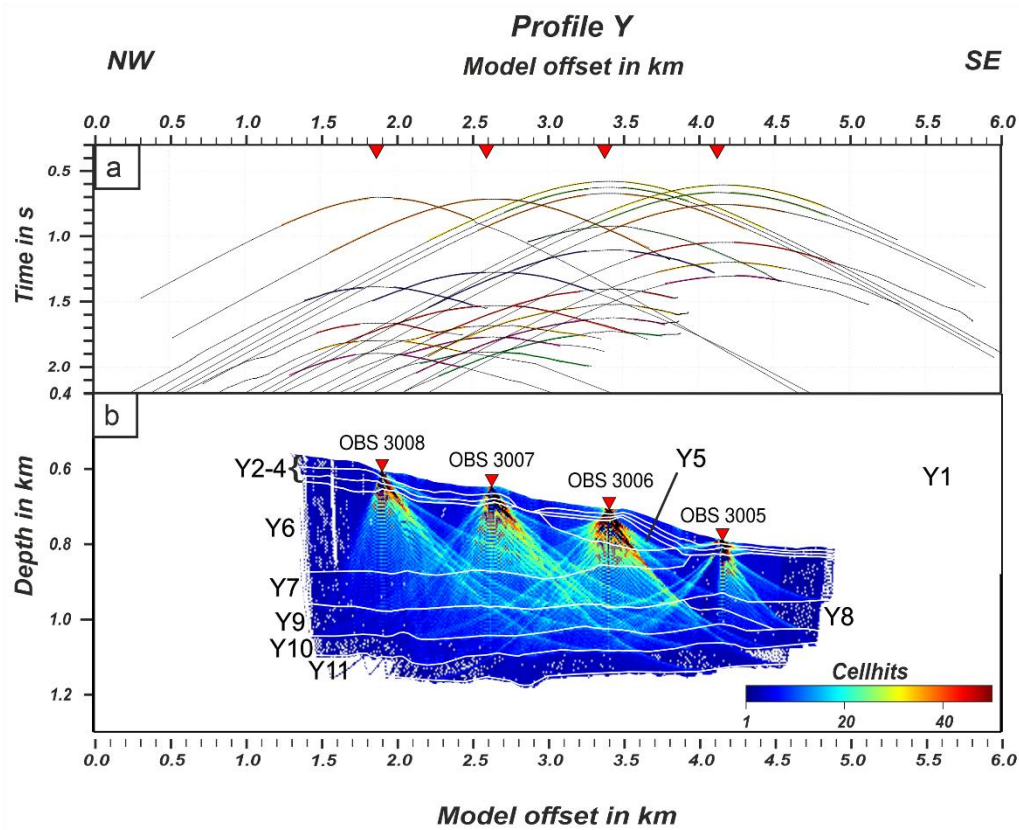 Profile Y
NW Model offset in km SE
0.0 0.5 1.0 1.5 2.0 2.5 3.0 3.5 4.0 4.5 5.0 5.5 6.0
a
Time in s
0.5
1.0
1.5
2.0
0.4
b
Depth in km
0.6
0.8
1.0
1.2
OBS 3008
OBS 3007
OBS 3006
OBS 3005
Y2-4{
Y5
Y1
Y6
Y7
Y8
Y9
Y10
Y11
Cellhits
1 20 40
0.0 0.5 1.0 1.5 2.0 2.5 3.0 3.5 4.0 4.5 5.0 5.5 6.0
Model offset in km